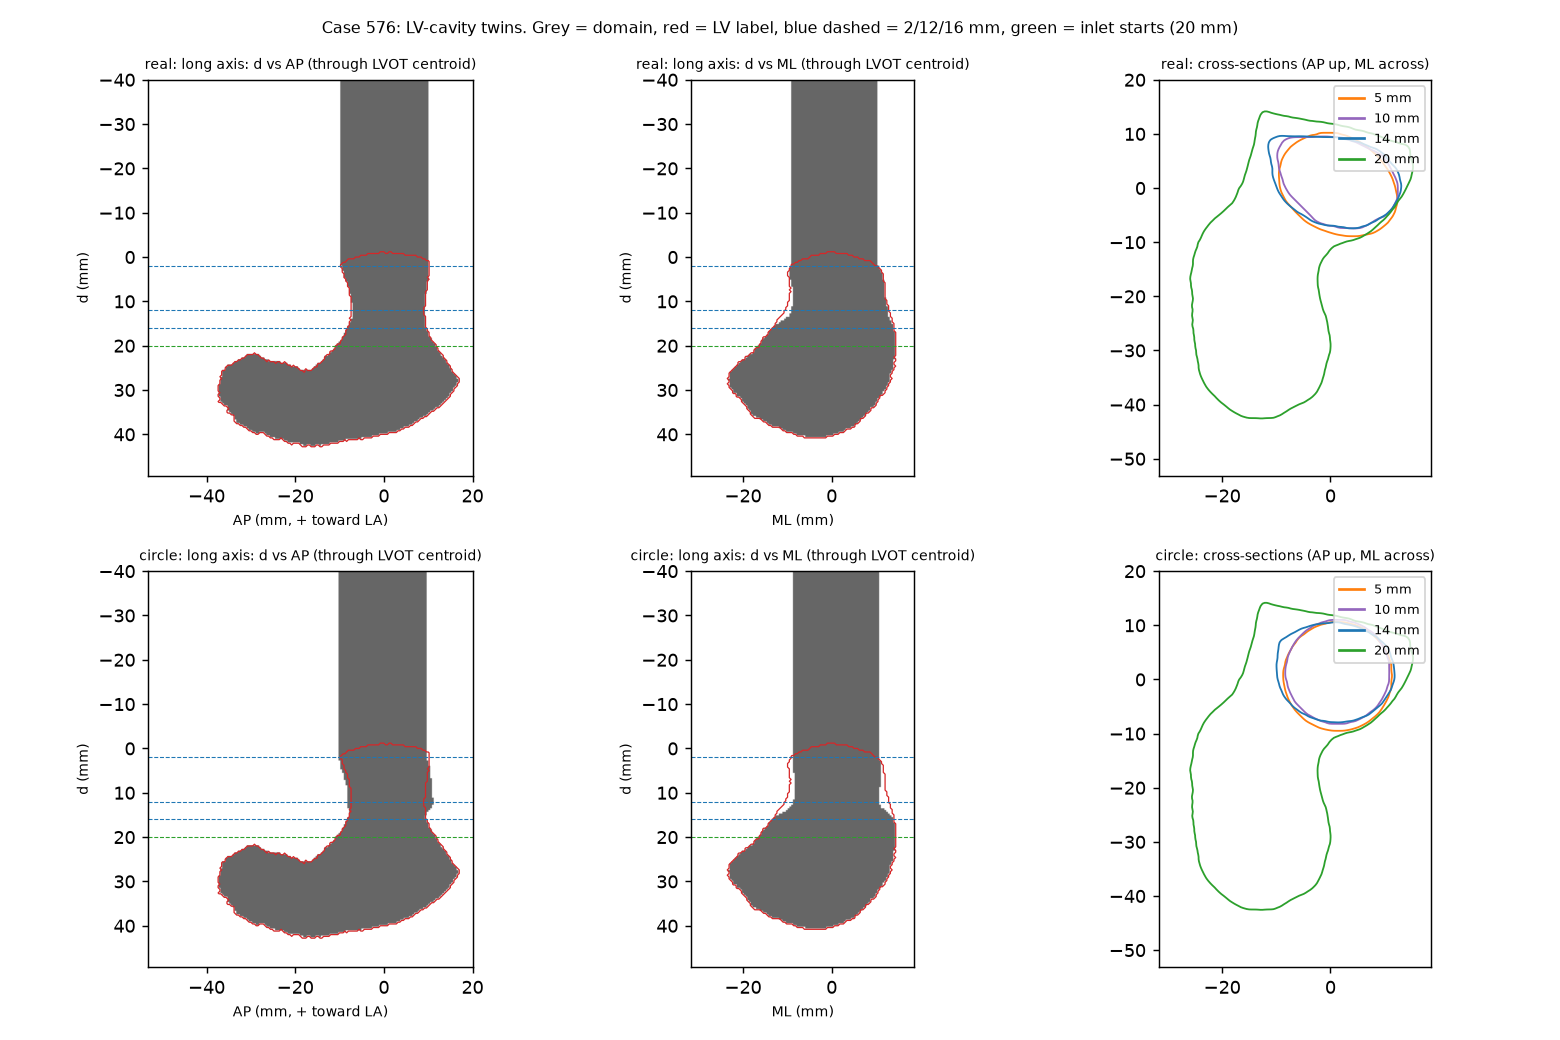 Case 576: LV-cavity twins. Grey = domain, red = LV label, blue dashed = 2/12/16 mm, green = inlet starts (20 mm)
real: long axis: d vs AP (through LVOT centroid)
−40
−30
−20
−10
0
10
20
30
40
d (mm)
−40
−20
0
20
AP (mm, + toward LA)
real: long axis: d vs ML (through LVOT centroid)
−40
−30
−20
−10
0
10
20
30
40
d (mm)
−20
0
ML (mm)
real: cross-sections (AP up, ML across)
20
10
0
−10
−20
−30
−40
−50
−20
0
5 mm
10 mm
14 mm
20 mm
circle: long axis: d vs AP (through LVOT centroid)
−40
−30
−20
−10
0
10
20
30
40
d (mm)
−40
−20
0
20
AP (mm, + toward LA)
circle: long axis: d vs ML (through LVOT centroid)
−40
−30
−20
−10
0
10
20
30
40
d (mm)
−20
0
ML (mm)
circle: cross-sections (AP up, ML across)
20
10
0
−10
−20
−30
−40
−50
−20
0
5 mm
10 mm
14 mm
20 mm